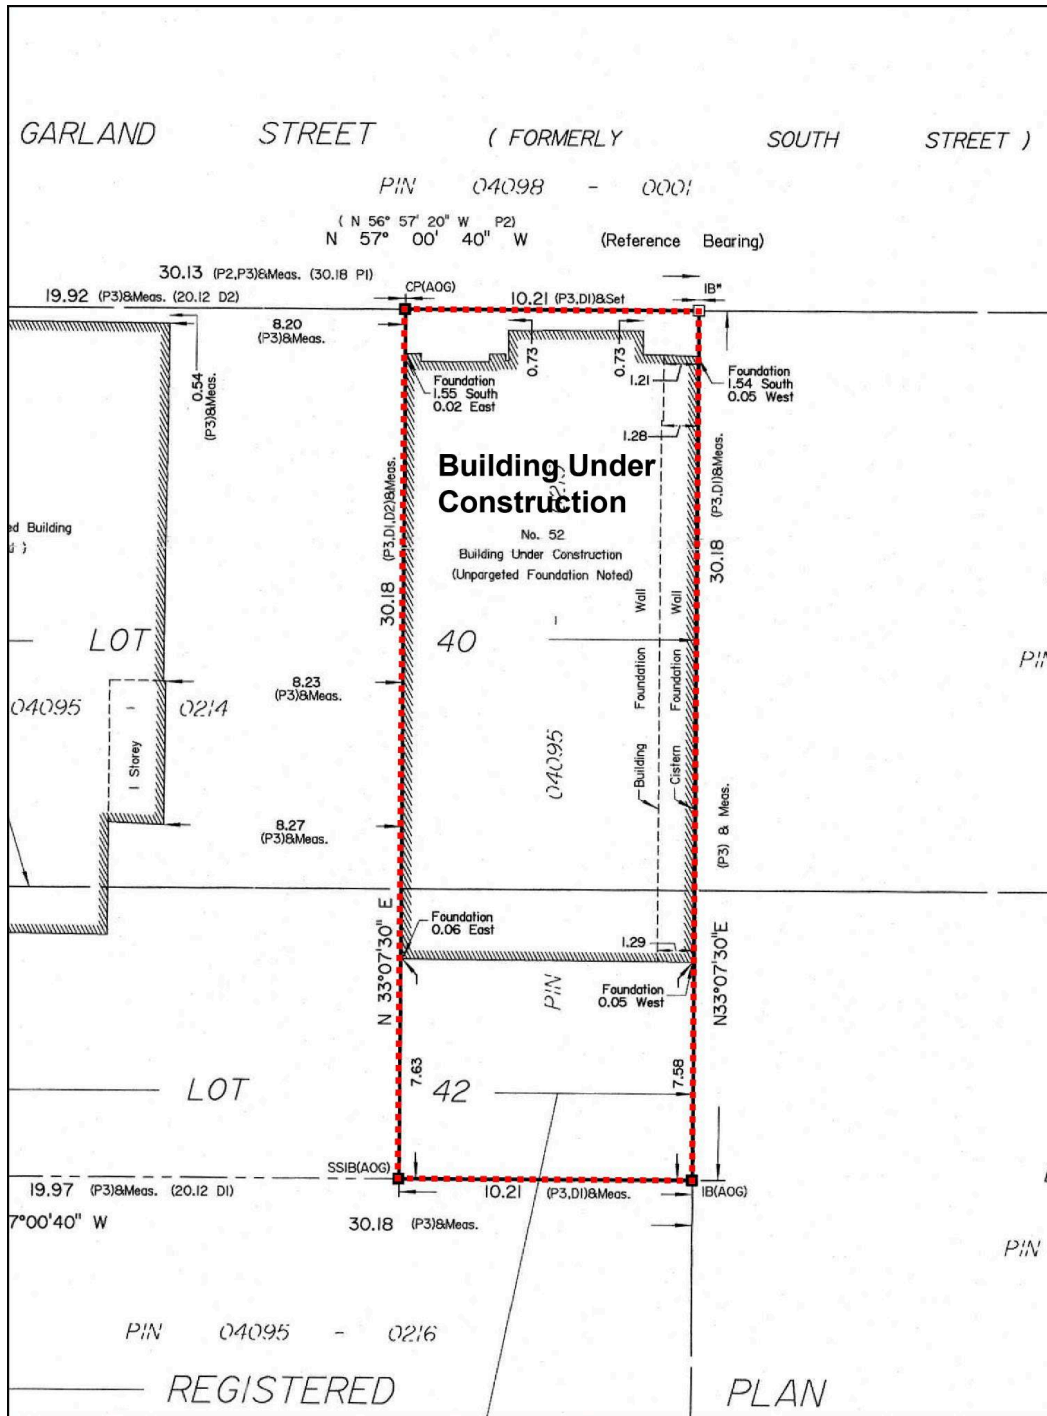 GARLAND STREET ( FORMERLY SOUTH STREET )
PIN 04098 - 0001
( N 56° 57' 20" W P2)
N 57° 00' 40" W (Reference Bearing)
30.13 (P2,P3)&Meas. (30.18 P1)
CP(AOG)
IB"
19.92 (P3)&Meas. (20.12 D2)
10.21 (P3,D1)&Set
8.20
(P3)&Meas.
0.54
(P3)&Meas.
0.73
0.73
Foundation
1.55 South
0.02 East
1.21
Foundation
1.54 South
0.05 West
1.28
Building Under
Construction
No. 52
Building Under Construction
(Unpargeted Foundation Noted)
ed Building
30.18 (P3,D1,D2)&Meas.
30.18 (P3,D1)&Meas.
LOT
40
PIN
04095 - 0214
1 Storey
8.23
(P3)&Meas.
Building Foundation Wall
Cistern Foundation Wall
8.27
(P3)&Meas.
(P3) & Meas.
PIN 04095 - 0215
N 33°07'30" E
Foundation
0.06 East
1.29
Foundation
0.05 West
N33°07'30"E
7.63
7.58
LOT
42
SSIB(AOG)
IB(AOG)
19.97 (P3)&Meas. (20.12 D1)
10.21 (P3,D1)&Meas.
7°00'40" W
30.18 (P3)&Meas.
PIN
PIN 04095 - 0216
REGISTERED PLAN